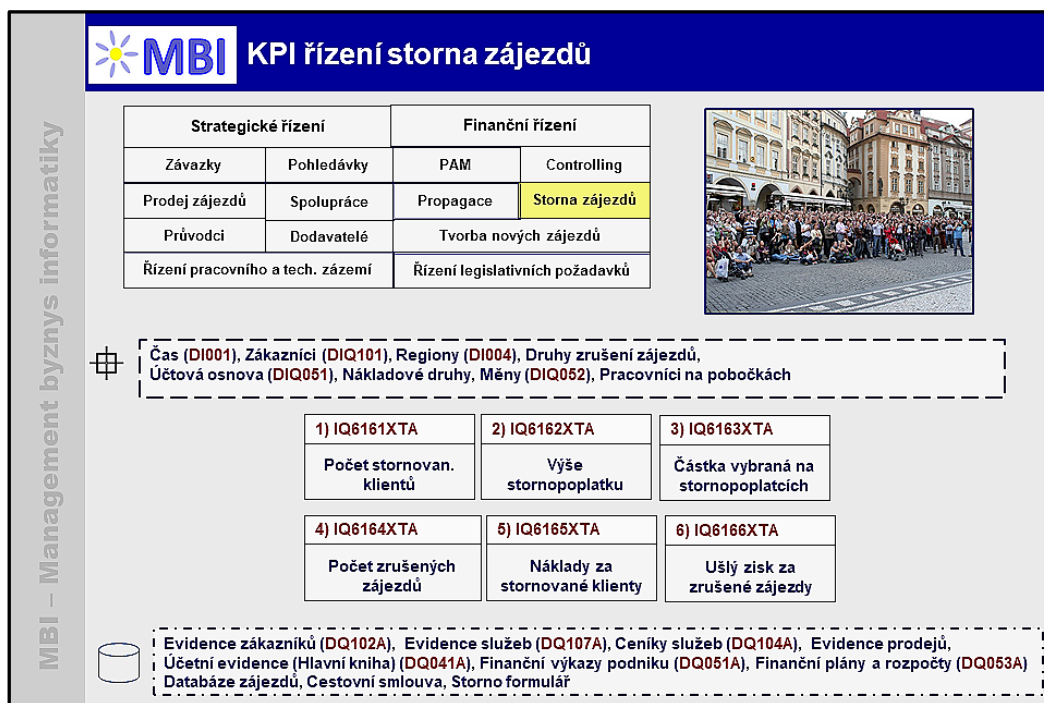 MBI KPI řízení storna zájezdů
MBI – Management byznys informatiky
Strategické řízení Finanční řízení
Závazky Pohledávky PAM Controlling
Prodej zájezdů Spolupráce Propagace Storna zájezdů
Průvodci Dodavatelé Tvorba nových zájezdů
Řízení pracovního a tech. zázemí Řízení legislativních požadavků
Čas (DI001), Zákazníci (DIQ101), Regiony (DI004), Druhy zrušení zájezdů,
Účtová osnova (DIQ051), Nákladové druhy, Měny (DIQ052), Pracovníci na pobočkách
1) IQ6161XTA
Počet stornovan.
klientů
2) IQ6162XTA
Výše
stornopoplatku
3) IQ6163XTA
Částka vybraná na
stornopoplatcích
4) IQ6164XTA
Počet zrušených
zájezdů
5) IQ6165XTA
Náklady za
stornované klienty
6) IQ6166XTA
Ušlý zisk za
zrušené zájezdy
Evidence zákazníků (DQ102A), Evidence služeb (DQ107A), Ceníky služeb (DQ104A), Evidence prodejů,
Účetní evidence (Hlavní kniha) (DQ041A), Finanční výkazy podniku (DQ051A), Finanční plány a rozpočty (DQ053A)
Databáze zájezdů, Cestovní smlouva, Storno formulář